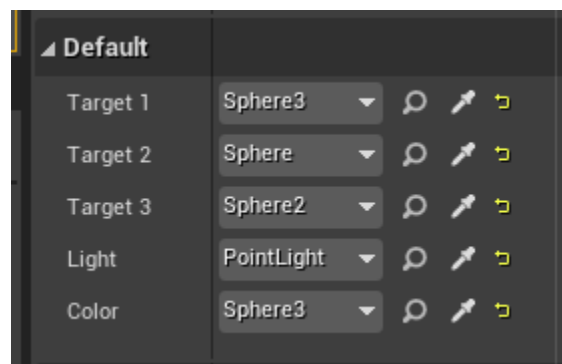 Default
Target 1 Sphere3
Target 2 Sphere
Target 3 Sphere2
Light PointLight
Color Sphere3